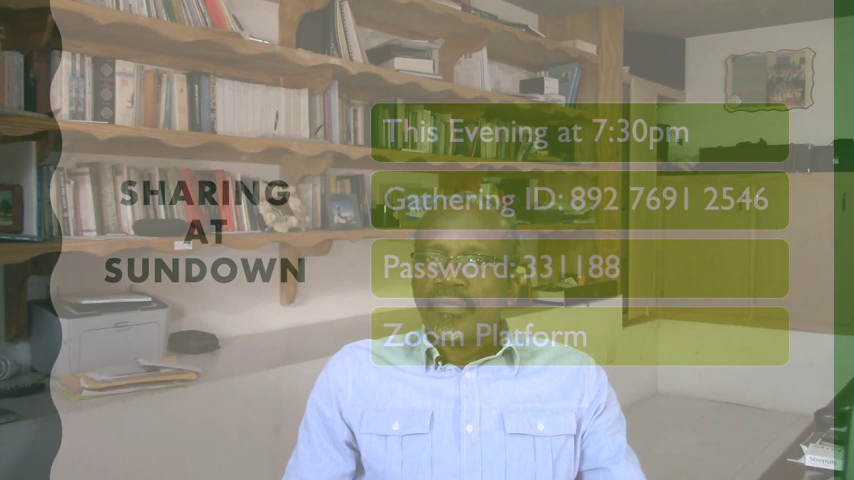 SHARING
AT
SUNDOWN
This Evening at 7:30pm
Gathering ID: 892 7691 2546
Password: 331188
Zoom Platform